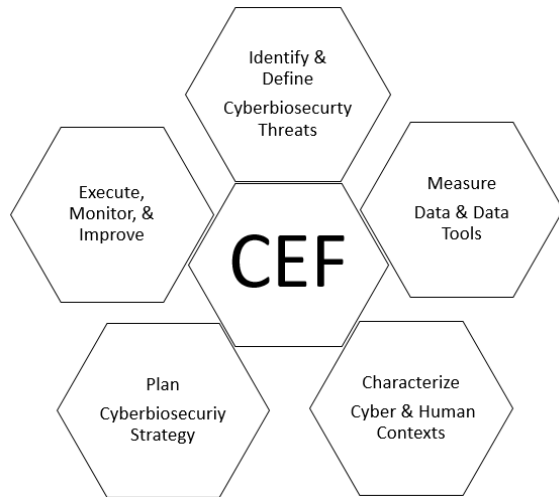 Identify &
Define
Cyberbiosecurty
Threats
Execute,
Monitor, &
Improve
Measure
Data & Data
Tools
CEF
Plan
Cyberbiosecuriy
Strategy
Characterize
Cyber & Human
Contexts